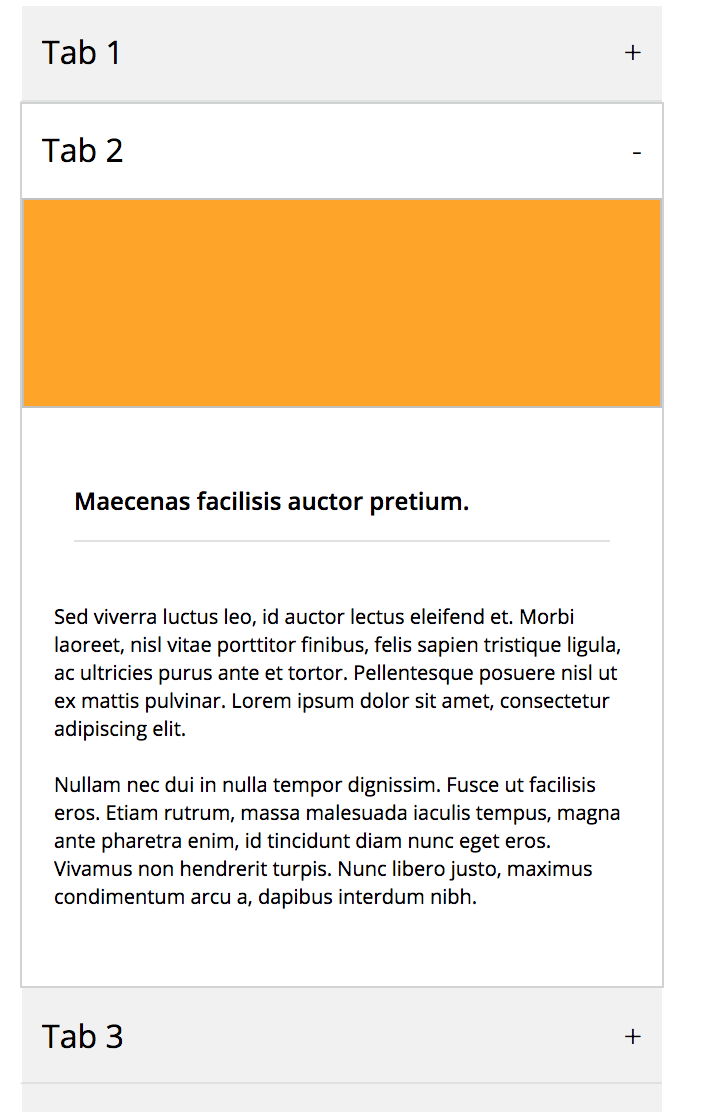 Tab 1 +
Tab 2 -
Maecenas facilisis auctor pretium.
Sed viverra luctus leo, id auctor lectus eleifend et. Morbi
laoreet, nisl vitae porttitor finibus, felis sapien tristique ligula,
ac ultricies purus ante et tortor. Pellentesque posuere nisl ut
ex mattis pulvinar. Lorem ipsum dolor sit amet, consectetur
adipiscing elit.
Nullam nec dui in nulla tempor dignissim. Fusce ut facilisis
eros. Etiam rutrum, massa malesuada iaculis tempus, magna
ante pharetra enim, id tincidunt diam nunc eget eros.
Vivamus non hendrerit turpis. Nunc libero justo, maximus
condimentum arcu a, dapibus interdum nibh.
Tab 3 +